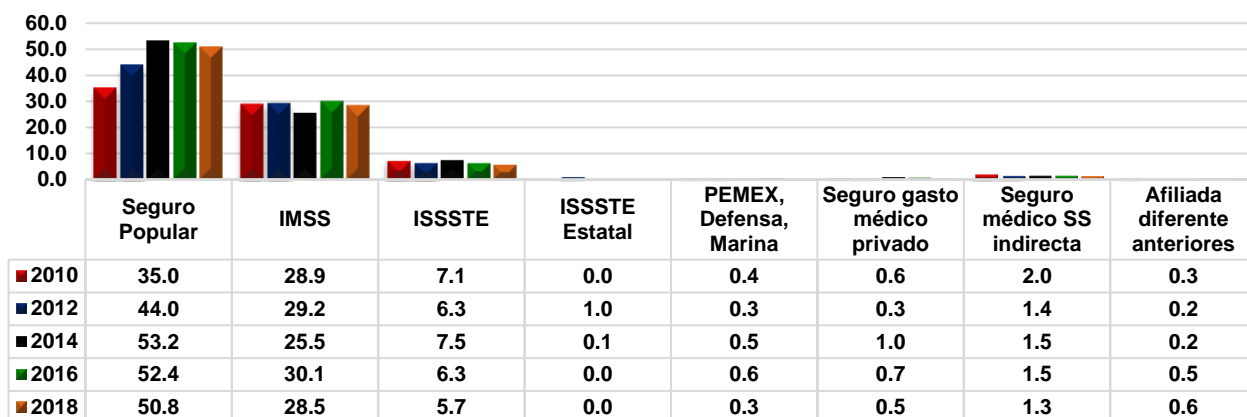 60.0
50.0
40.0
30.0
20.0
10.0
0.0
Seguro Popular IMSS ISSSTE ISSSTE Estatal PEMEX, Defensa, Marina Seguro gasto médico privado Seguro médico SS indirecta Afiliada diferente anteriores
2010 35.0 28.9 7.1 0.0 0.4 0.6 2.0 0.3
2012 44.0 29.2 6.3 1.0 0.3 0.3 1.4 0.2
2014 53.2 25.5 7.5 0.1 0.5 1.0 1.5 0.2
2016 52.4 30.1 6.3 0.0 0.6 0.7 1.5 0.5
2018 50.8 28.5 5.7 0.0 0.3 0.5 1.3 0.6